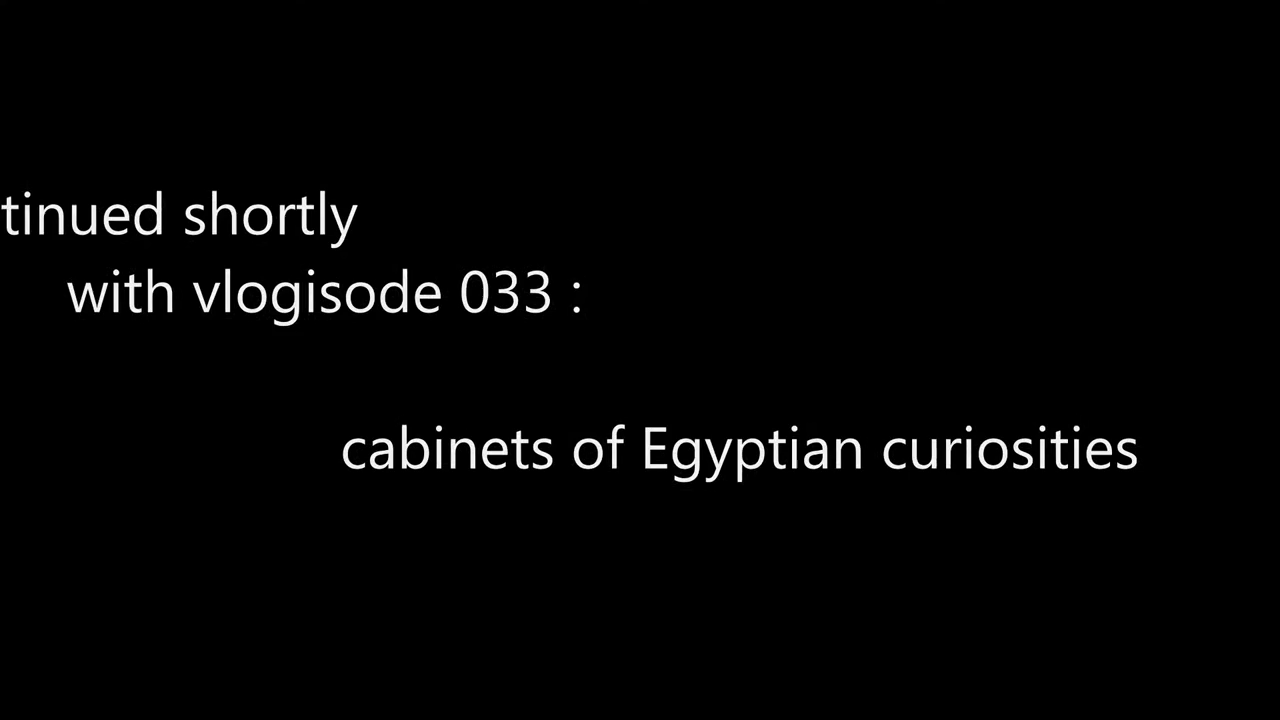 tinued shortly
with vlogisode 033 :
cabinets of Egyptian curiosities